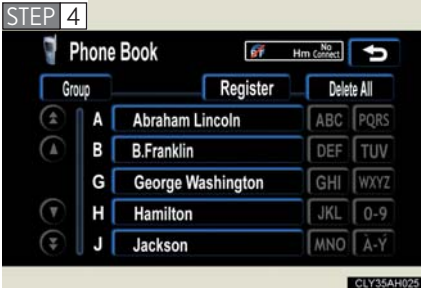 STEP 4
Phone Book
BT Hm No Connect
Group Register Delete All
A Abraham Lincoln ABC PQRS
B B.Franklin DEF TUV
G George Washington GHI WXYZ
H Hamilton JKL 0-9
J Jackson MNO À-Ý
CLY35AH025